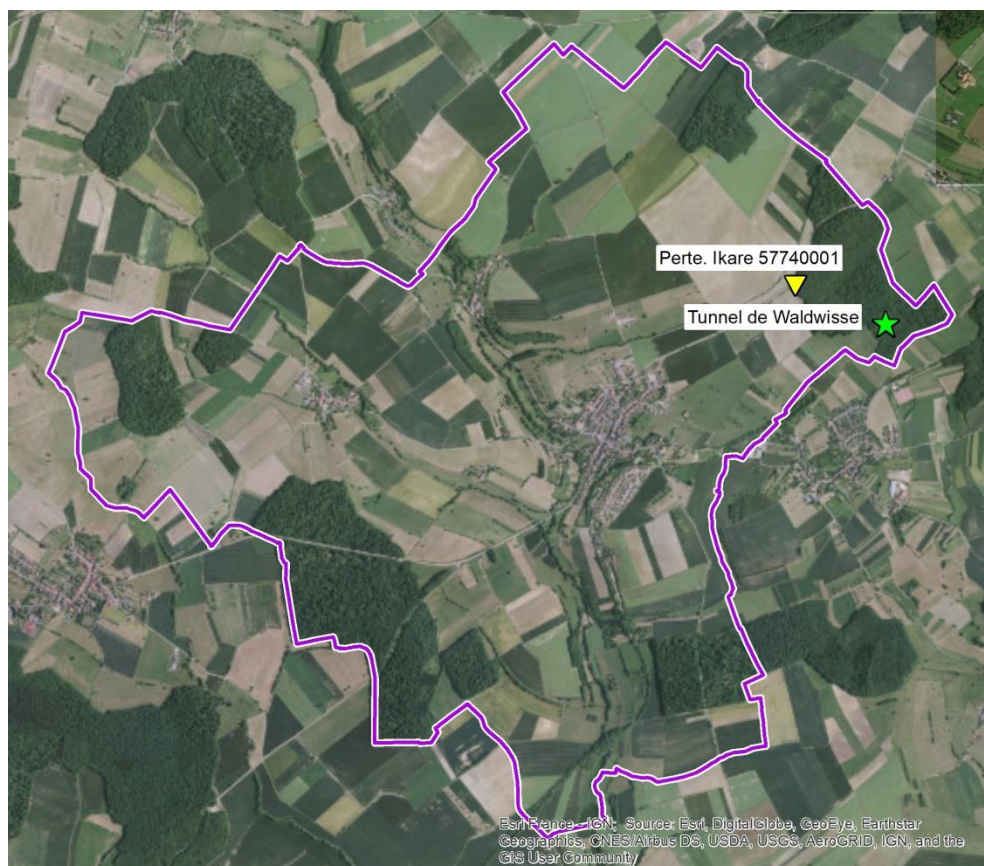 Perte. Ikare 57740001
Tunnel de Waldwisse
Esri France - IGN; Source: Esri, DigitalGlobe, GeoEye, Earthstar
Geographics, CNES/Airbus DS, USDA, USGS, AeroGRID, IGN, and the
GIS User Community